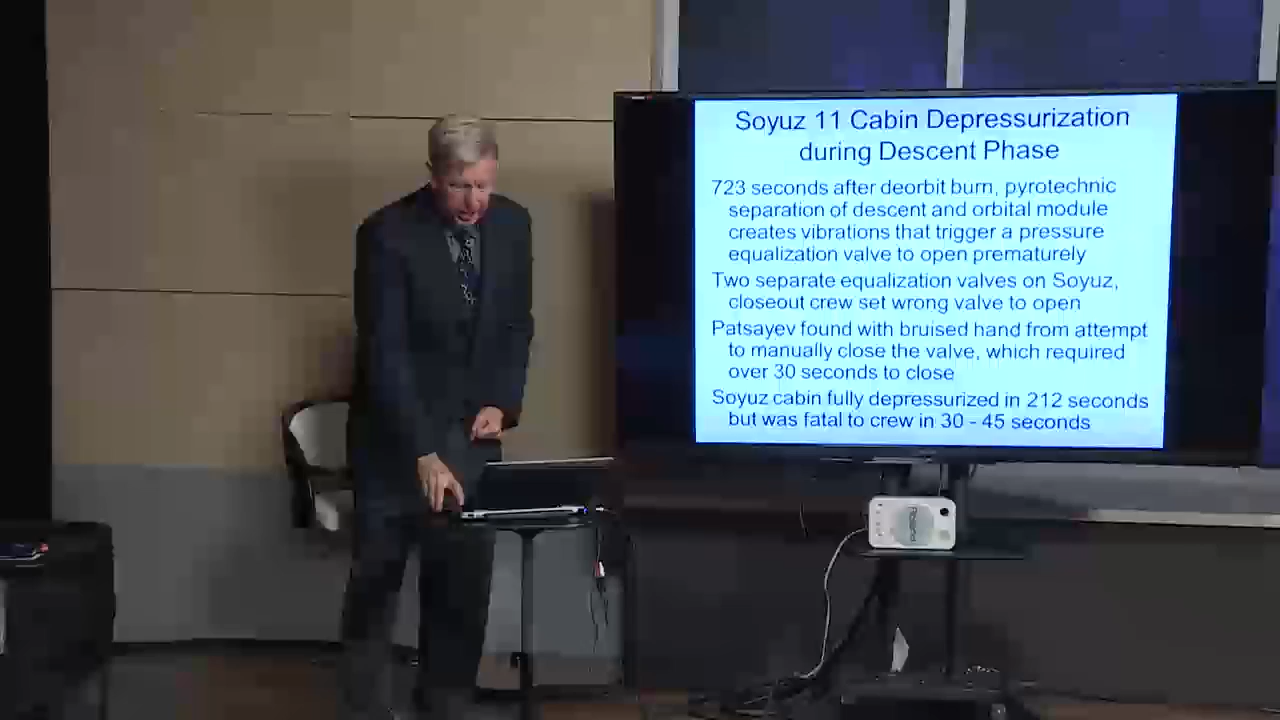 Soyuz 11 Cabin Depressurization
during Descent Phase
723 seconds after deorbit burn, pyrotechnic
separation of descent and orbital module
creates vibrations that trigger a pressure
equalization valve to open prematurely
Two separate equalization valves on Soyuz,
closeout crew set wrong valve to open
Patsayev found with bruised hand from attempt
to manually close the valve, which required
over 30 seconds to close
Soyuz cabin fully depressurized in 212 seconds
but was fatal to crew in 30 - 45 seconds